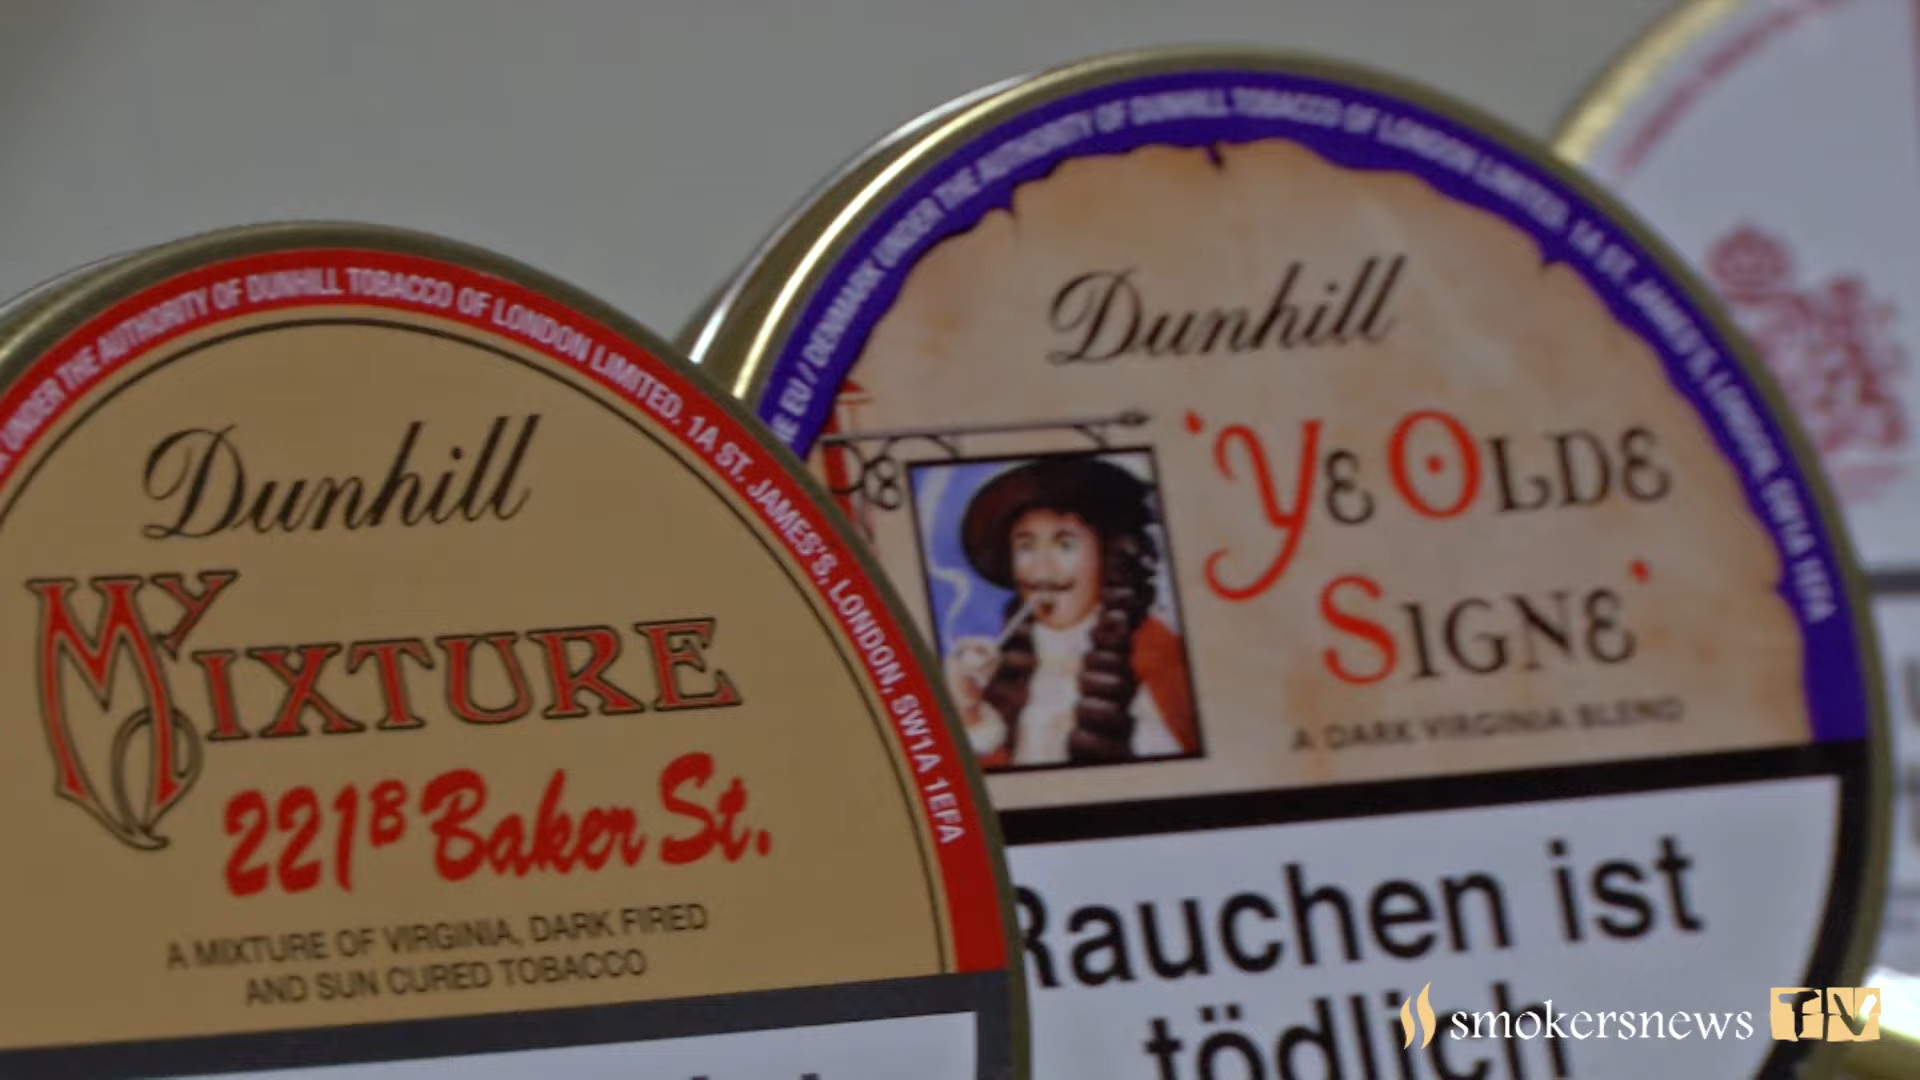 UNDER THE AUTHORITY OF DUNHILL TOBACCO OF LONDON LIMITED. 1A ST. JAMES'S, LONDON, SW1A 1EFA
Dunhill
My Mixture
221B Baker St.
A MIXTURE OF VIRGINIA, DARK FIRED
AND SUN CURED TOBACCO
EU / DENMARK UNDER THE AUTHORITY OF DUNHILL TOBACCO OF LONDON LIMITED. 1A ST. JAMES'S, LONDON, SW1A 1EFA
Dunhill
'YE OLDE
SIGNE'
A DARK VIRGINIA BLEND
Rauchen ist
tödlich
smokersnews TV